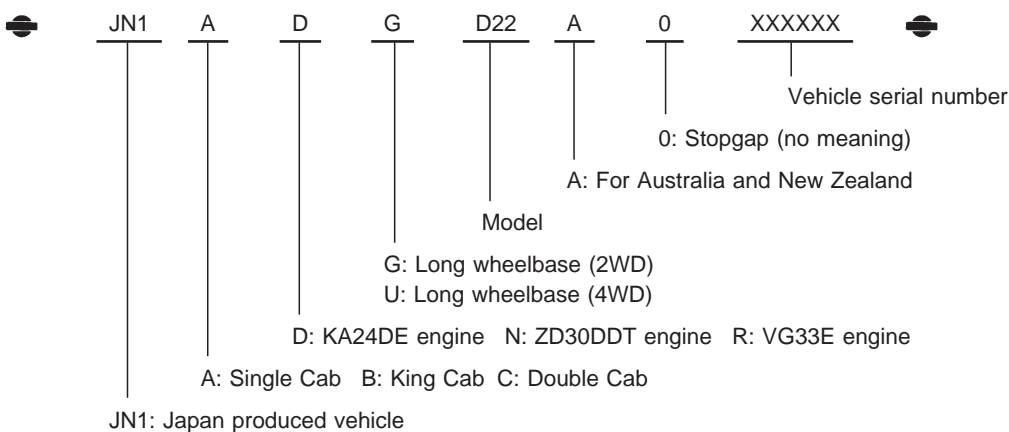 JN1 A D G D22 A 0 XXXXXX
Vehicle serial number
0: Stopgap (no meaning)
A: For Australia and New Zealand
Model
G: Long wheelbase (2WD)
U: Long wheelbase (4WD)
D: KA24DE engine N: ZD30DDT engine R: VG33E engine
A: Single Cab B: King Cab C: Double Cab
JN1: Japan produced vehicle